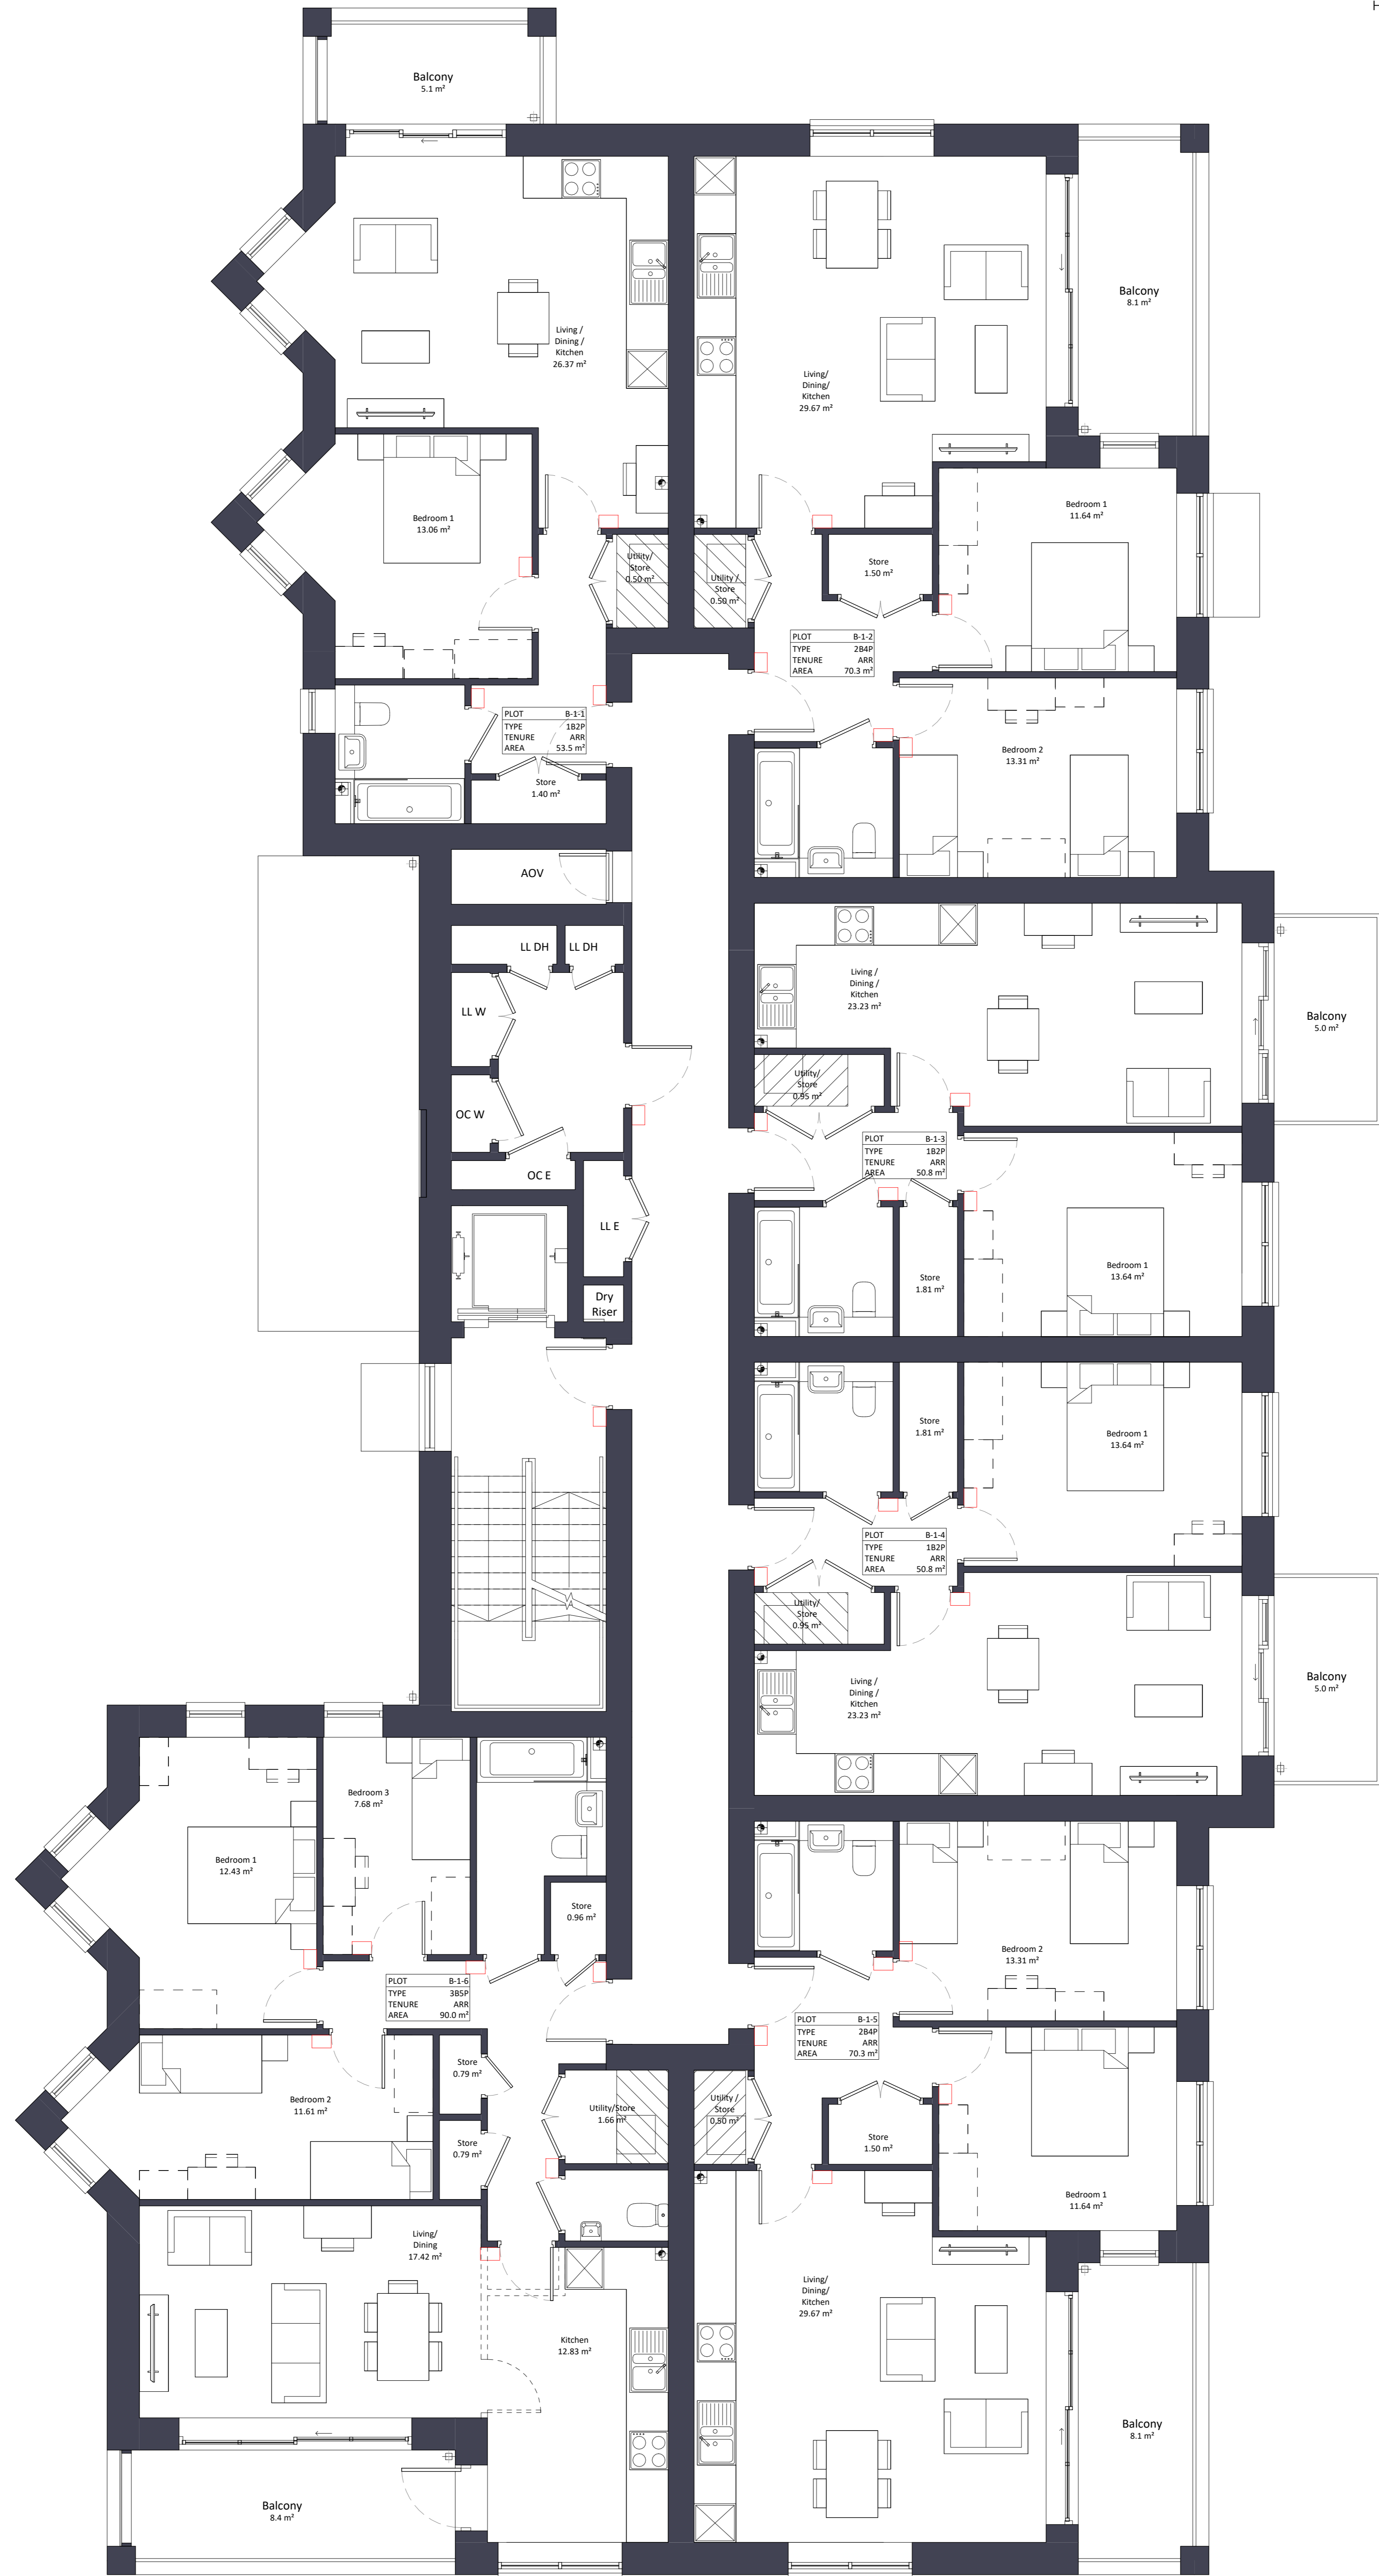 H
Balcony
5.1 m²
Living /
Dining /
Kitchen
26.37 m²
Living/
Dining/
Kitchen
29.67 m²
Balcony
8.1 m²
Bedroom 1
13.06 m²
Utility/
Store
0.50 m²
Utility /
Store
0.50 m²
Store
1.50 m²
Bedroom 1
11.64 m²
PLOT B-1-2
TYPE 2B4P
TENURE ARR
AREA 70.3 m²
PLOT B-1-1
TYPE 1B2P
TENURE ARR
AREA 53.5 m²
Store
1.40 m²
Bedroom 2
13.31 m²
AOV
LL DH
LL DH
LL W
OC W
OC E
LL E
Dry
Riser
Living /
Dining /
Kitchen
23.23 m²
Balcony
5.0 m²
Utility/
Store
0.95 m²
PLOT B-1-3
TYPE 1B2P
TENURE ARR
AREA 50.8 m²
Store
1.81 m²
Bedroom 1
13.64 m²
Store
1.81 m²
Bedroom 1
13.64 m²
PLOT B-1-4
TYPE 1B2P
TENURE ARR
AREA 50.8 m²
Utility/
Store
0.95 m²
Living /
Dining /
Kitchen
23.23 m²
Balcony
5.0 m²
Bedroom 3
7.68 m²
Bedroom 1
12.43 m²
Store
0.96 m²
Bedroom 2
13.31 m²
PLOT B-1-6
TYPE 3B5P
TENURE ARR
AREA 90.0 m²
PLOT B-1-5
TYPE 2B4P
TENURE ARR
AREA 70.3 m²
Store
0.79 m²
Bedroom 2
11.61 m²
Utility/Store
1.66 m²
Utility /
Store
0.50 m²
Store
0.79 m²
Store
1.50 m²
Bedroom 1
11.64 m²
Living/
Dining
17.42 m²
Living/
Dining/
Kitchen
29.67 m²
Kitchen
12.83 m²
Balcony
8.1 m²
Balcony
8.4 m²